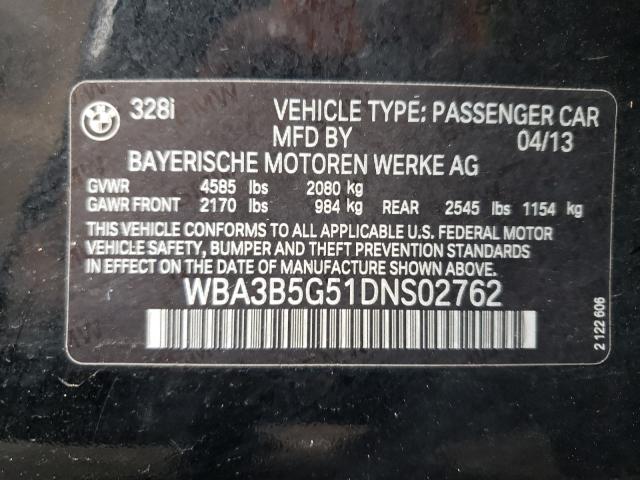 328i VEHICLE TYPE: PASSENGER CAR
MFD BY 04/13
BAYERISCHE MOTOREN WERKE AG
GVWR 4585 lbs 2080 kg
GAWR FRONT 2170 lbs 984 kg REAR 2545 lbs 1154 kg
THIS VEHICLE CONFORMS TO ALL APPLICABLE U.S. FEDERAL MOTOR
VEHICLE SAFETY, BUMPER AND THEFT PREVENTION STANDARDS
IN EFFECT ON THE DATE OF MANUFACTURE SHOWN ABOVE.
WBA3B5G51DNS02762
2 122 606